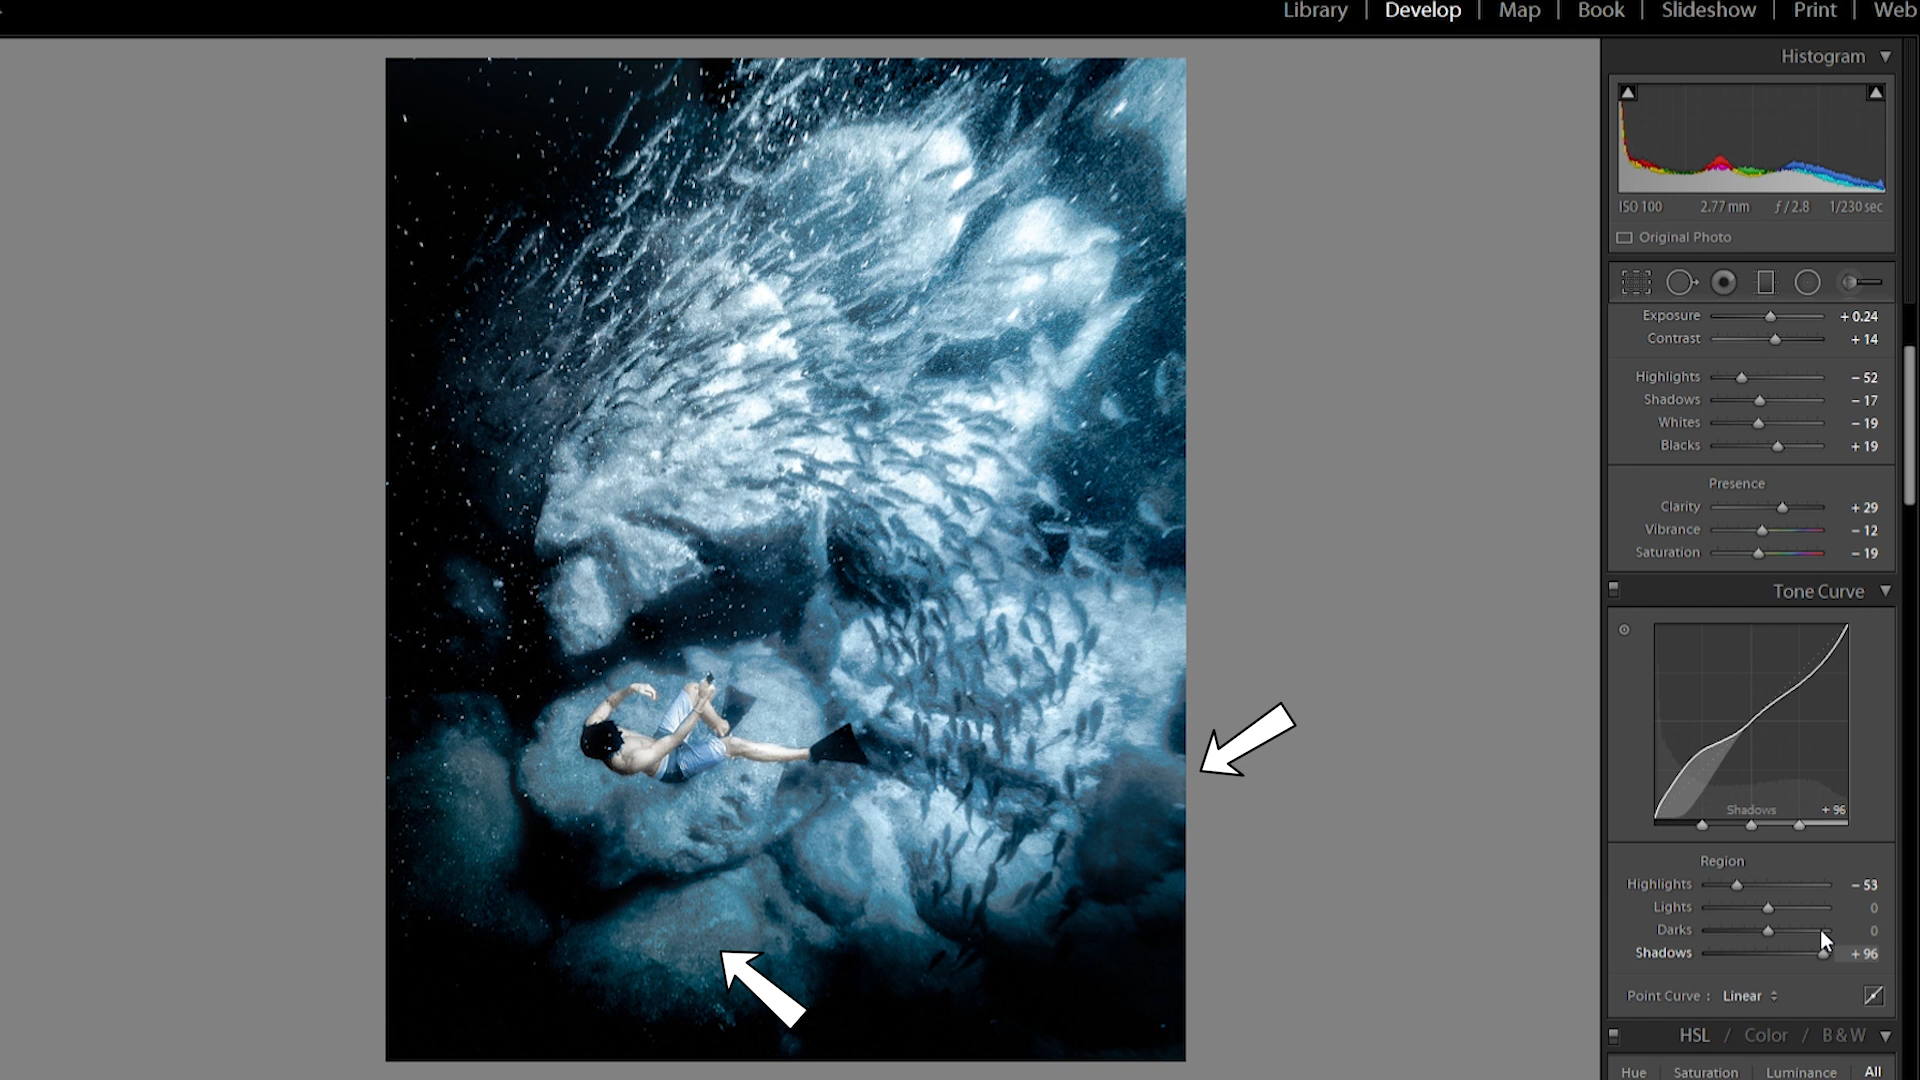 Library | Develop | Map | Book | Slideshow | Print | Web
Histogram
ISO 100 2.77 mm ƒ / 2.8 1/230 sec
Original Photo
Exposure + 0.24
Contrast + 14
Highlights – 52
Shadows – 17
Whites – 19
Blacks + 19
Presence
Clarity + 29
Vibrance – 12
Saturation – 19
Tone Curve
Shadows + 96
Region
Highlights – 53
Lights 0
Darks 0
Shadows + 96
Point Curve : Linear
HSL / Color / B & W
Hue | Saturation | Luminance | All